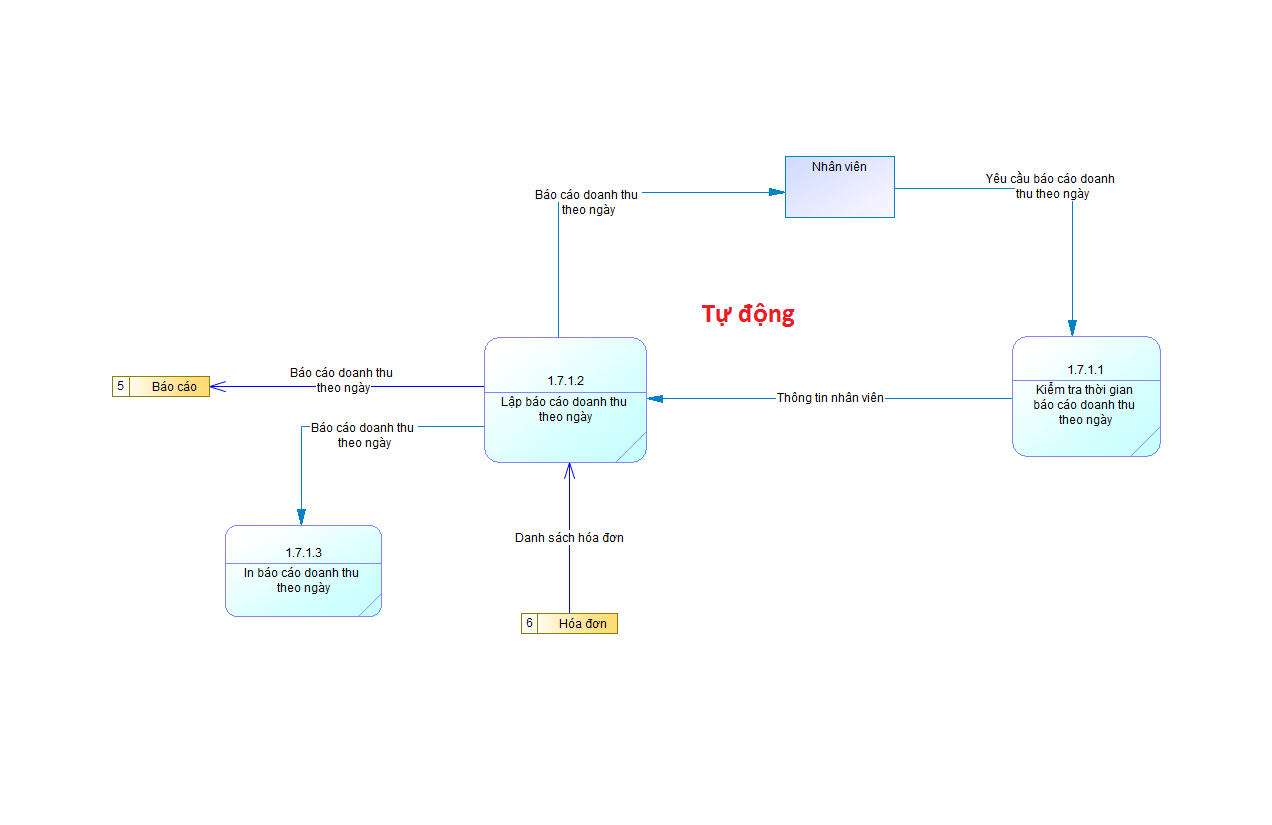 Nhân viên
Yêu cầu báo cáo doanh
thu theo ngày
Báo cáo doanh thu
theo ngày
Tự động
1.7.1.1
Kiểm tra thời gian
báo cáo doanh thu
theo ngày
1.7.1.2
Lập báo cáo doanh thu
theo ngày
Thông tin nhân viên
Báo cáo doanh thu
theo ngày
5 Báo cáo
Báo cáo doanh thu
theo ngày
1.7.1.3
In báo cáo doanh thu
theo ngày
Danh sách hóa đơn
6 Hóa đơn